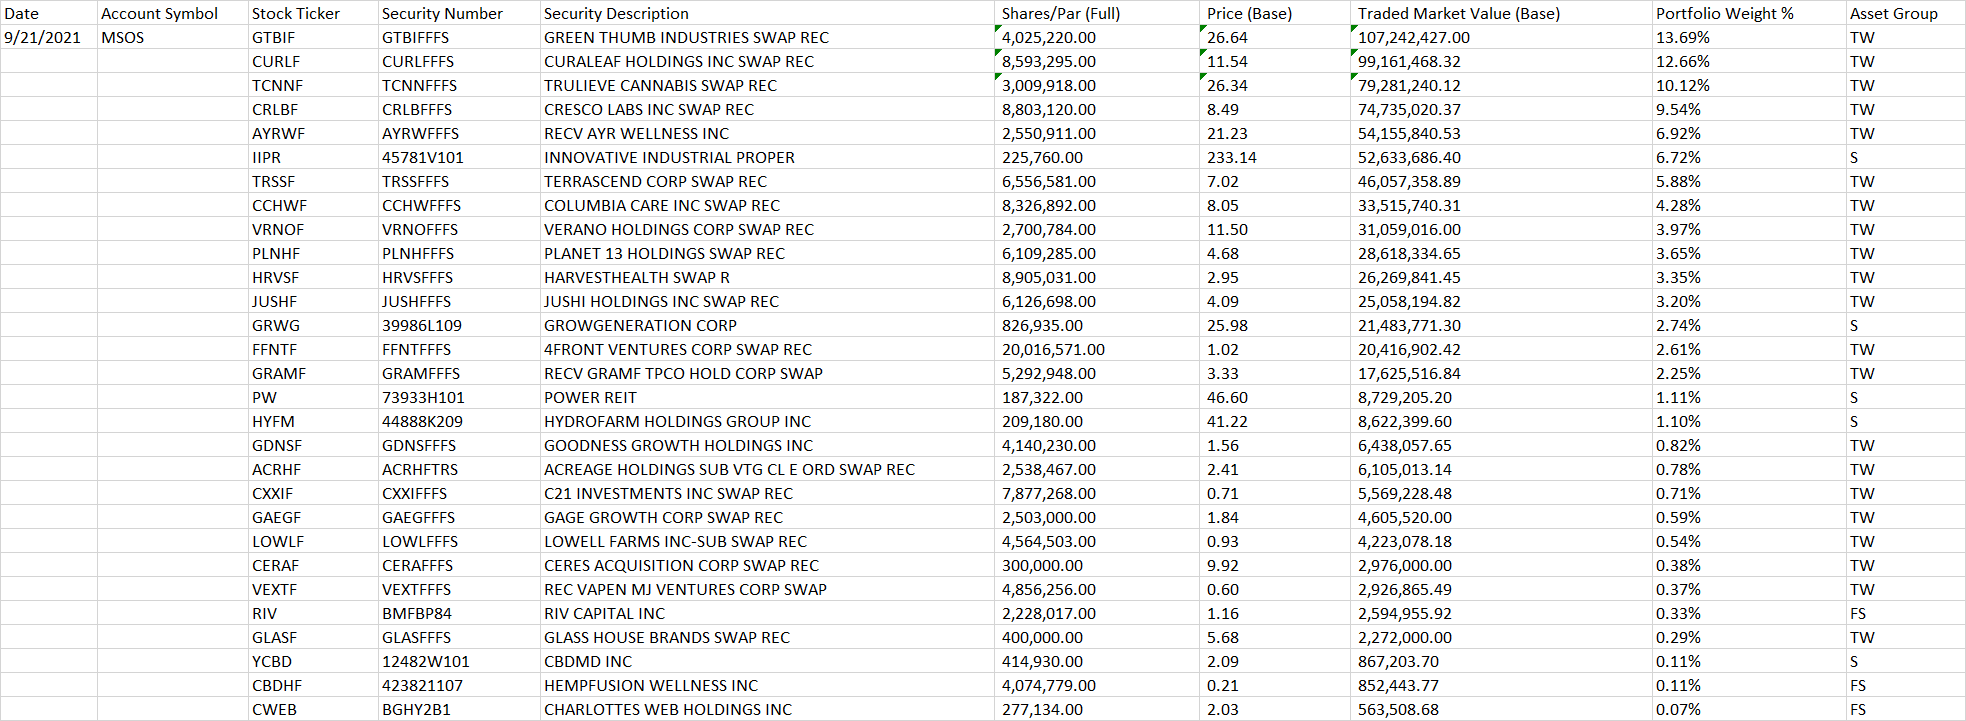 Date Account Symbol Stock Ticker Security Number Security Description Shares/Par (Full) Price (Base) Traded Market Value (Base) Portfolio Weight % Asset Group
9/21/2021 MSOS GTBIF GTBIFFFS GREEN THUMB INDUSTRIES SWAP REC 4,025,220.00 26.64 107,242,427.00 13.69% TW
CURLF CURLFFFS CURALEAF HOLDINGS INC SWAP REC 8,593,295.00 11.54 99,161,468.32 12.66% TW
TCNNF TCNNFFFS TRULIEVE CANNABIS SWAP REC 3,009,918.00 26.34 79,281,240.12 10.12% TW
CRLBF CRLBFFFS CRESCO LABS INC SWAP REC 8,803,120.00 8.49 74,735,020.37 9.54% TW
AYRWF AYRWFFFS RECV AYR WELLNESS INC 2,550,911.00 21.23 54,155,840.53 6.92% TW
IIPR 45781V101 INNOVATIVE INDUSTRIAL PROPER 225,760.00 233.14 52,633,686.40 6.72% S
TRSSF TRSSFFFS TERRASCEND CORP SWAP REC 6,556,581.00 7.02 46,057,358.89 5.88% TW
CCHWF CCHWFFFS COLUMBIA CARE INC SWAP REC 8,326,892.00 8.05 33,515,740.31 4.28% TW
VRNOF VRNOFFFS VERANO HOLDINGS CORP SWAP REC 2,700,784.00 11.50 31,059,016.00 3.97% TW
PLNHF PLNHFFFS PLANET 13 HOLDINGS SWAP REC 6,109,285.00 4.68 28,618,334.65 3.65% TW
HRVSF HRVSFFFS HARVESTHEALTH SWAP R 8,905,031.00 2.95 26,269,841.45 3.35% TW
JUSHF JUSHFFFS JUSHI HOLDINGS INC SWAP REC 6,126,698.00 4.09 25,058,194.82 3.20% TW
GRWG 39986L109 GROWGENERATION CORP 826,935.00 25.98 21,483,771.30 2.74% S
FFNTF FFNTFFFS 4FRONT VENTURES CORP SWAP REC 20,016,571.00 1.02 20,416,902.42 2.61% TW
GRAMF GRAMFFFS RECV GRAMF TPCO HOLD CORP SWAP 5,292,948.00 3.33 17,625,516.84 2.25% TW
PW 73933H101 POWER REIT 187,322.00 46.60 8,729,205.20 1.11% S
HYFM 44888K209 HYDROFARM HOLDINGS GROUP INC 209,180.00 41.22 8,622,399.60 1.10% S
GDNSF GDNSFFFS GOODNESS GROWTH HOLDINGS INC 4,140,230.00 1.56 6,438,057.65 0.82% TW
ACRHF ACRHFTRS ACREAGE HOLDINGS SUB VTG CL E ORD SWAP REC 2,538,467.00 2.41 6,105,013.14 0.78% TW
CXXIF CXXIFFFS C21 INVESTMENTS INC SWAP REC 7,877,268.00 0.71 5,569,228.48 0.71% TW
GAEGF GAEGFFFS GAGE GROWTH CORP SWAP REC 2,503,000.00 1.84 4,605,520.00 0.59% TW
LOWLF LOWLFFFS LOWELL FARMS INC-SUB SWAP REC 4,564,503.00 0.93 4,223,078.18 0.54% TW
CERAF CERAFFFS CERES ACQUISITION CORP SWAP REC 300,000.00 9.92 2,976,000.00 0.38% TW
VEXTF VEXTFFFS REC VAPEN MJ VENTURES CORP SWAP 4,856,256.00 0.60 2,926,865.49 0.37% TW
RIV BMFBP84 RIV CAPITAL INC 2,228,017.00 1.16 2,594,955.92 0.33% FS
GLASF GLASFFFS GLASS HOUSE BRANDS SWAP REC 400,000.00 5.68 2,272,000.00 0.29% TW
YCBD 12482W101 CBDMD INC 414,930.00 2.09 867,203.70 0.11% S
CBDHF 423821107 HEMPFUSION WELLNESS INC 4,074,779.00 0.21 852,443.77 0.11% FS
CWEB BGHY2B1 CHARLOTTES WEB HOLDINGS INC 277,134.00 2.03 563,508.68 0.07% FS